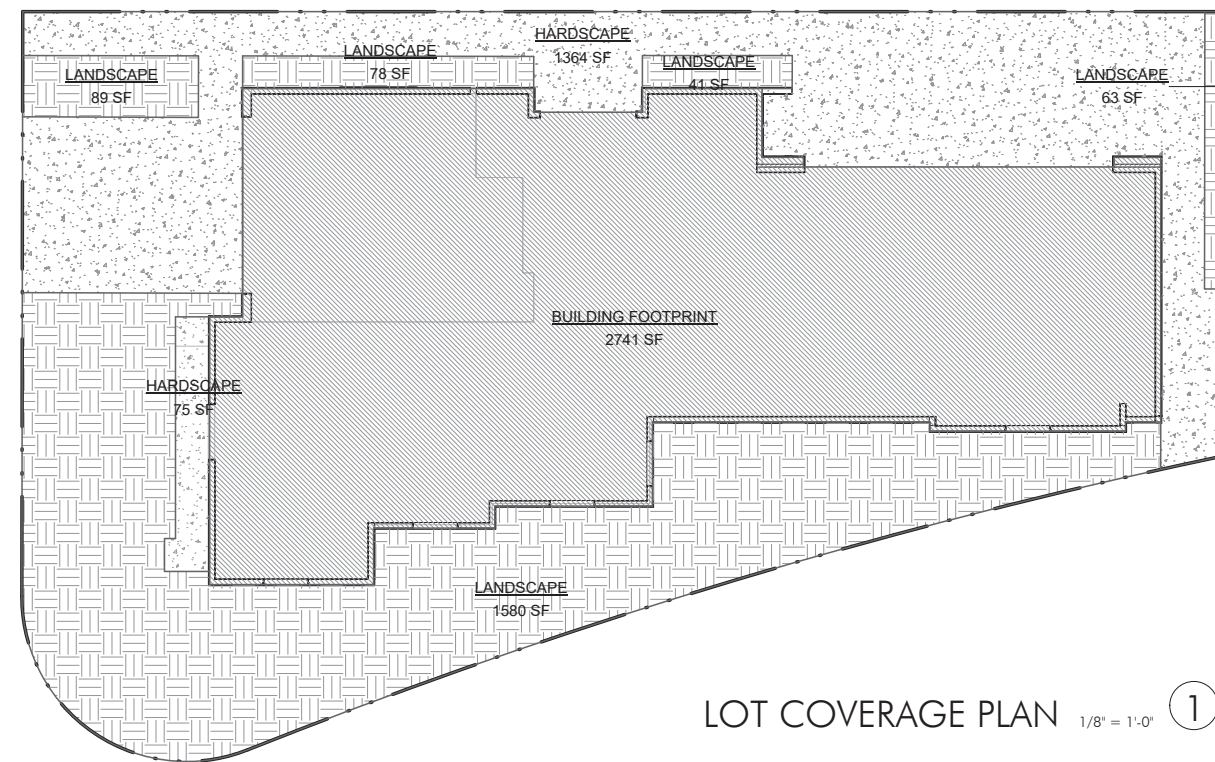 HARDSCAPE
1364 SF
LANDSCAPE
78 SF
LANDSCAPE
41 SF
LANDSCAPE
89 SF
LANDSCAPE
63 SF
BUILDING FOOTPRINT
2741 SF
HARDSCAPE
75 SF
LANDSCAPE
1580 SF
LOT COVERAGE PLAN 1/8" = 1'-0" 1